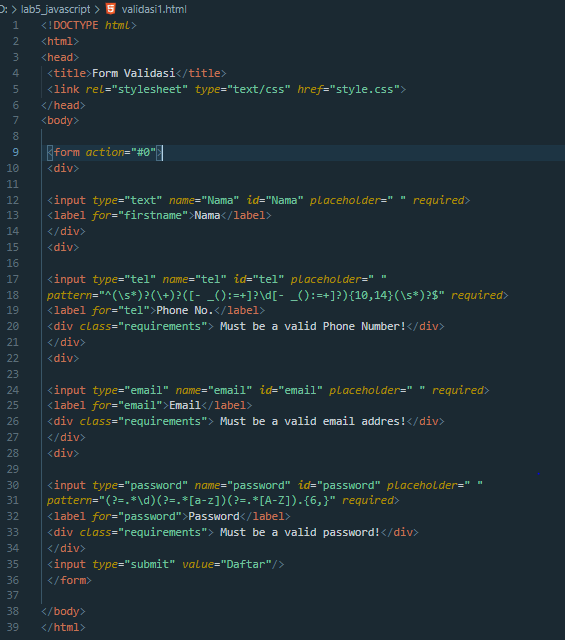 D: > lab5_javascript > validasi1.html
1 <!DOCTYPE html>
2 <html>
3 <head>
4 <title>Form Validasi</title>
5 <link rel="stylesheet" type="text/css" href="style.css">
6 </head>
7 <body>
8
9 <form action="#0">
10 <div>
11
12 <input type="text" name="Nama" id="Nama" placeholder=" " required>
13 <label for="firstname">Nama</label>
14 </div>
15 <div>
16
17 <input type="tel" name="tel" id="tel" placeholder=" "
18 pattern="^(\s*)?(\+)?([- _():=+]?\d[- _():=+]?){10,14}(\s*)?$" required>
19 <label for="tel">Phone No.</label>
20 <div class="requirements"> Must be a valid Phone Number!</div>
21 </div>
22 <div>
23
24 <input type="email" name="email" id="email" placeholder=" " required>
25 <label for="email">Email</label>
26 <div class="requirements"> Must be a valid email addres!</div>
27 </div>
28 <div>
29
30 <input type="password" name="password" id="password" placeholder=" "
31 pattern="(?=.*\d)(?=.*[a-z])(?=.*[A-Z]).{6,}" required>
32 <label for="password">Password</label>
33 <div class="requirements"> Must be a valid password!</div>
34 </div>
35 <input type="submit" value="Daftar"/>
36 </form>
37
38 </body>
39 </html>